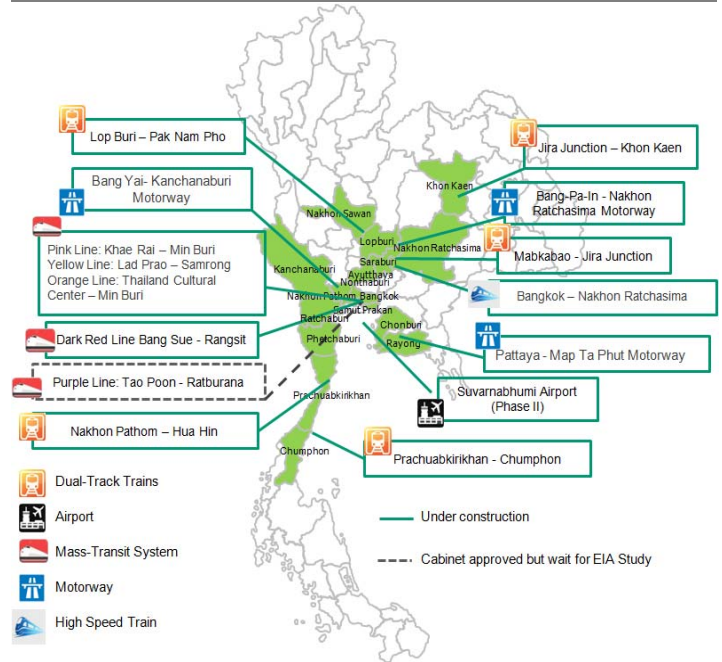 Lop Buri – Pak Nam Pho
Bang Yai- Kanchanaburi
Motorway
Pink Line: Khae Rai – Min Buri
Yellow Line: Lad Prao – Samrong
Orange Line: Thailand Cultural
Center – Min Buri
Dark Red Line Bang Sue - Rangsit
Purple Line: Tao Poon - Ratburana
Nakhon Pathom – Hua Hin
Jira Junction – Khon Kaen
Bang-Pa-In - Nakhon
Ratchasima Motorway
Mabkabao - Jira Junction
Bangkok – Nakhon Ratchasima
Pattaya - Map Ta Phut Motorway
Suvarnabhumi Airport
(Phase II)
Prachuabkirikhan - Chumphon
Khon Kaen
Nakhon Sawan
Lopburi
Nakhon Ratchasima
Saraburi
Kanchanaburi
Ayutthaya
Nonthaburi
Nakhon Pathom
Bangkok
Samut Prakan
Ratchaburi
Chonburi
Phetchaburi
Rayong
Prachuabkirikhan
Chumphon
Dual-Track Trains
Airport
Mass-Transit System
Motorway
High Speed Train
Under construction
Cabinet approved but wait for EIA Study